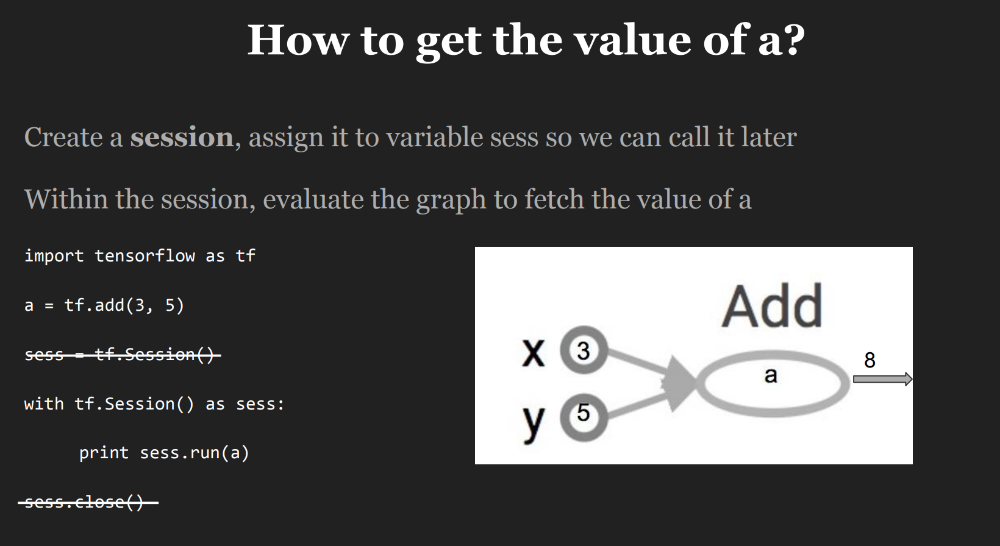 How to get the value of a?
Create a session, assign it to variable sess so we can call it later
Within the session, evaluate the graph to fetch the value of a
import tensorflow as tf
a = tf.add(3, 5)
sess = tf.Session()
with tf.Session() as sess:
print sess.run(a)
sess.close()
Add
x 3
a
8
y 5